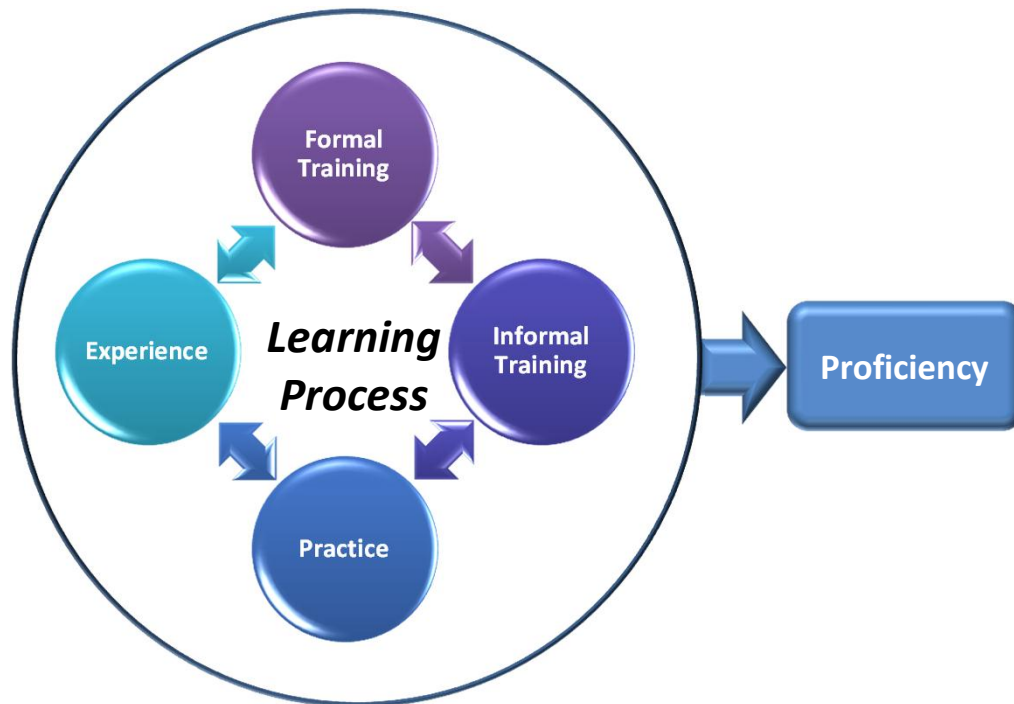 Formal
Training
Experience
Learning
Process
Informal
Training
Practice
Proficiency